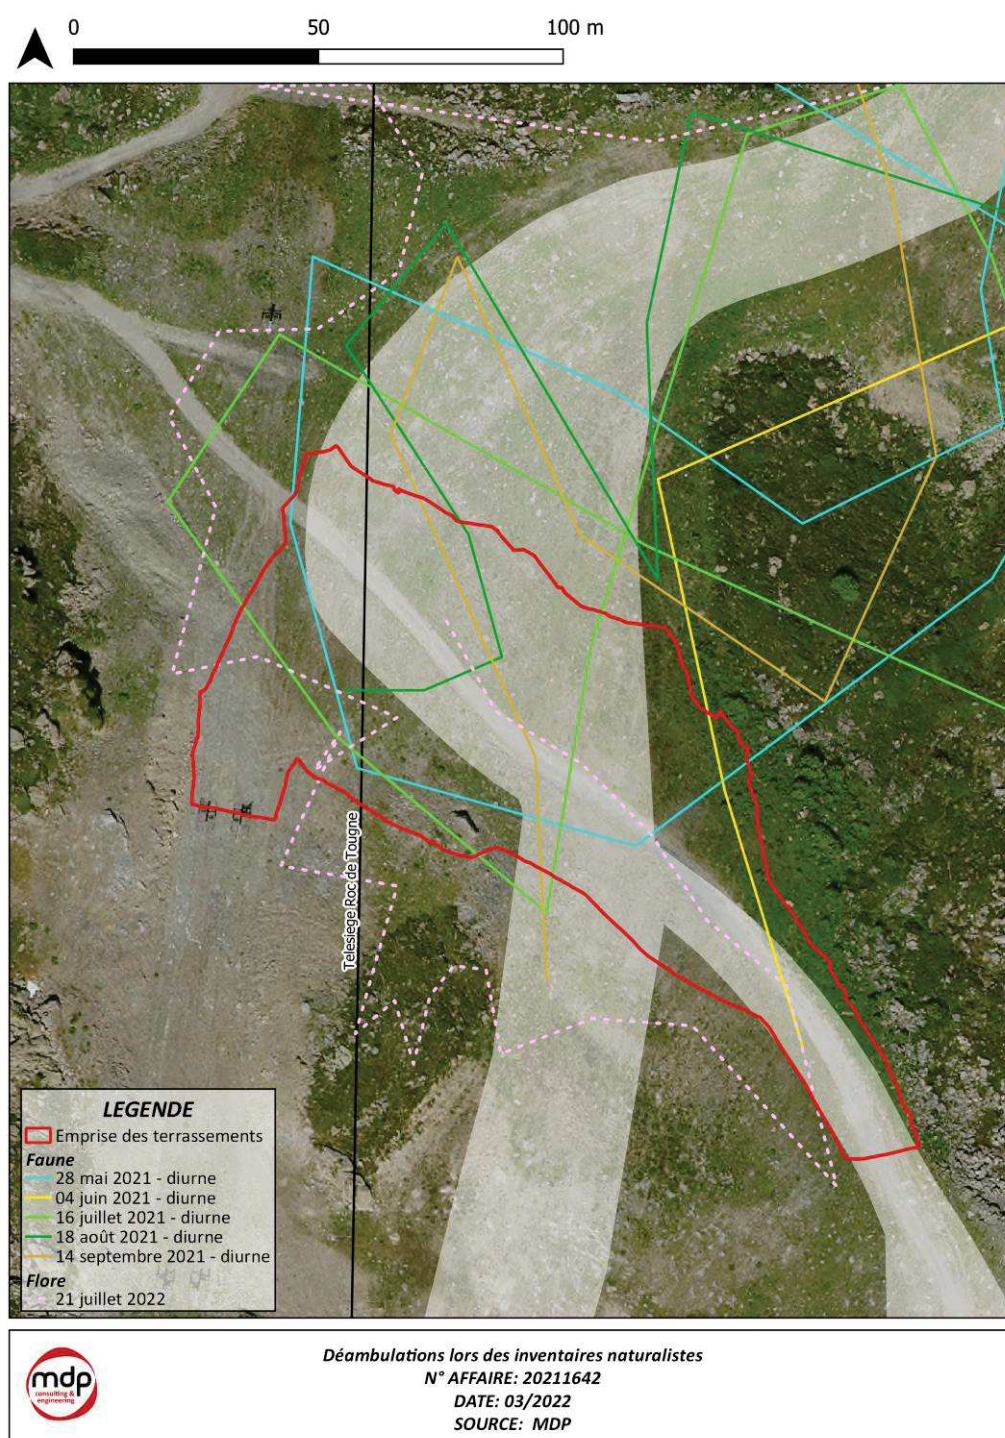 0 50 100 m
Telesiege Roc de Tougne
LEGENDE
Emprise des terrassements
Faune
28 mai 2021 - diurne
04 juin 2021 - diurne
16 juillet 2021 - diurne
18 août 2021 - diurne
14 septembre 2021 - diurne
Flore
21 juillet 2022
mdp
consulting &
engineering
Déambulations lors des inventaires naturalistes
N° AFFAIRE: 20211642
DATE: 03/2022
SOURCE: MDP